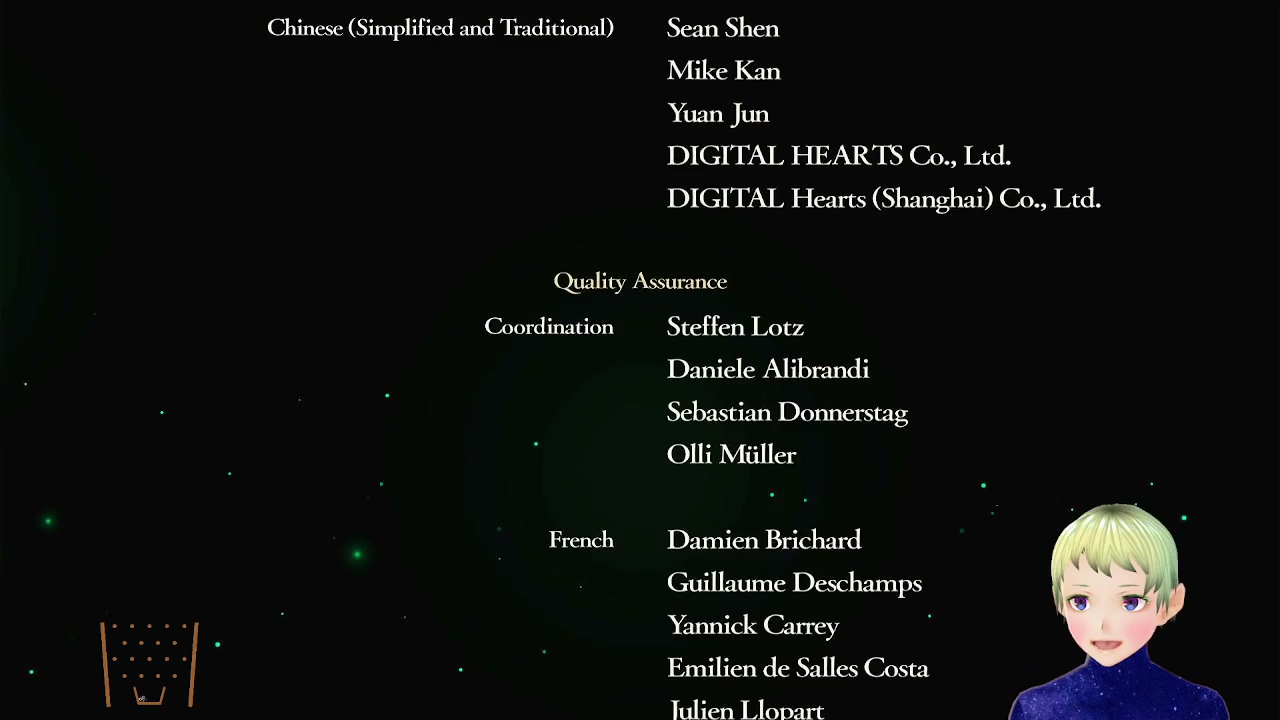 Chinese (Simplified and Traditional) Sean Shen
Mike Kan
Yuan Jun
DIGITAL HEARTS Co., Ltd.
DIGITAL Hearts (Shanghai) Co., Ltd.
Quality Assurance
Coordination Steffen Lotz
Daniele Alibrandi
Sebastian Donnerstag
Olli Müller
French Damien Brichard
Guillaume Deschamps
Yannick Carrey
Emilien de Salles Costa
Julien Llopart